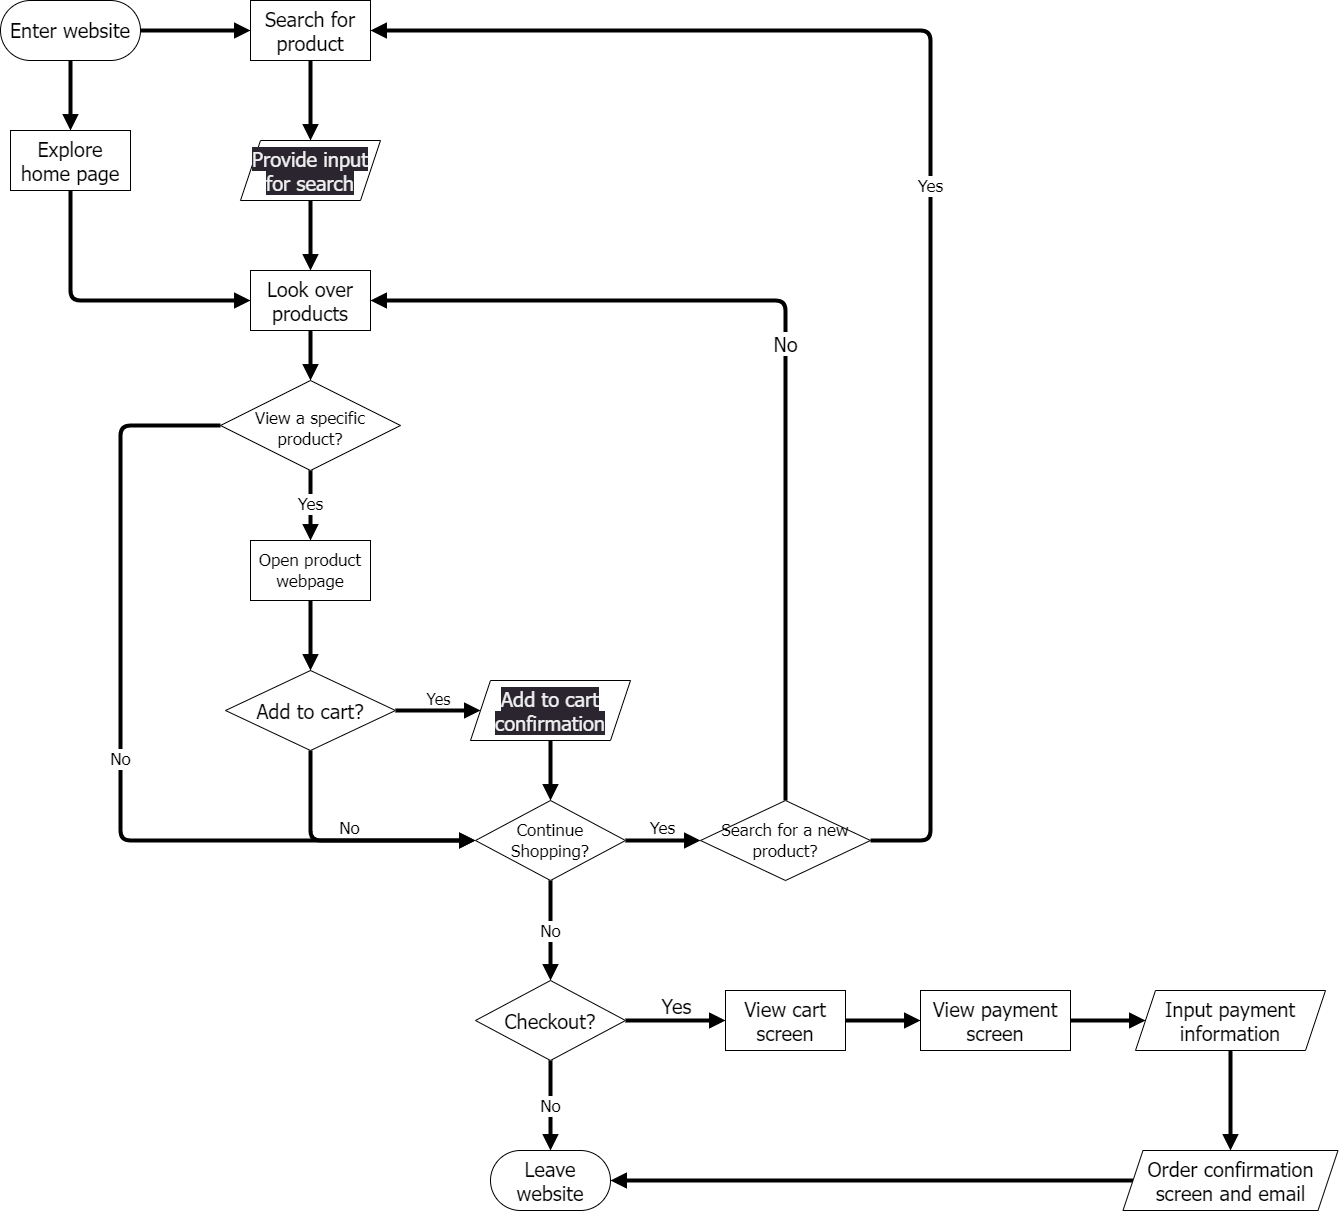 Enter website
Search for
product
Explore
home page
Provide input
for search
Yes
Look over
products
No
View a specific
product?
Yes
Open product
webpage
Add to cart?
Yes
Add to cart
confirmation
No
No
Continue
Shopping?
Yes
Search for a new
product?
No
Checkout?
Yes
View cart
screen
View payment
screen
Input payment
information
No
Leave
website
Order confirmation
screen and email